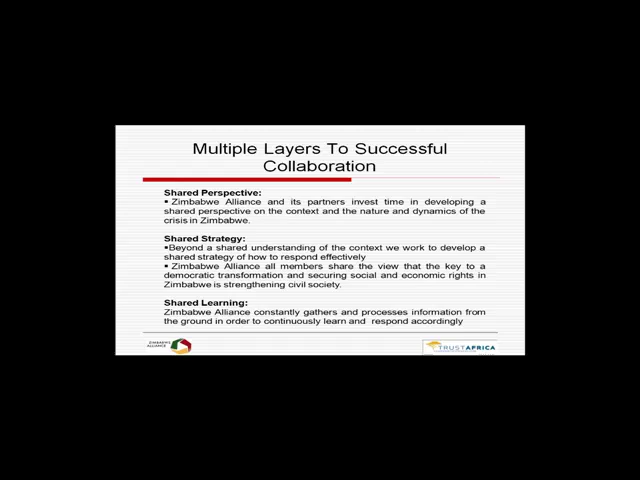 Multiple Layers To Successful
Collaboration
Shared Perspective:
▪ Zimbabwe Alliance and its partners invest time in developing a
shared perspective on the context and the nature and dynamics of the
crisis in Zimbabwe.
Shared Strategy:
▪Beyond a shared understanding of the context we work to develop a
shared strategy of how to respond effectively
▪ Zimbabwe Alliance all members share the view that the key to a
democratic transformation and securing social and economic rights in
Zimbabwe is strengthening civil society.
Shared Learning:
Zimbabwe Alliance constantly gathers and processes information from
the ground in order to continuously learn and respond accordingly
ZIMBABWE
ALLIANCE
TRUSTAFRICA